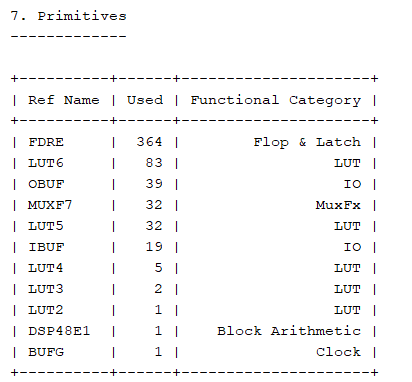 7. Primitives
-------------
+----------+------+---------------------+
| Ref Name | Used | Functional Category |
+----------+------+---------------------+
| FDRE     |  364 |        Flop & Latch |
| LUT6     |   83 |                 LUT |
| OBUF     |   39 |                  IO |
| MUXF7    |   32 |               MuxFx |
| LUT5     |   32 |                 LUT |
| IBUF     |   19 |                  IO |
| LUT4     |    5 |                 LUT |
| LUT3     |    2 |                 LUT |
| LUT2     |    1 |                 LUT |
| DSP48E1  |    1 |    Block Arithmetic |
| BUFG     |    1 |               Clock |
+----------+------+---------------------+